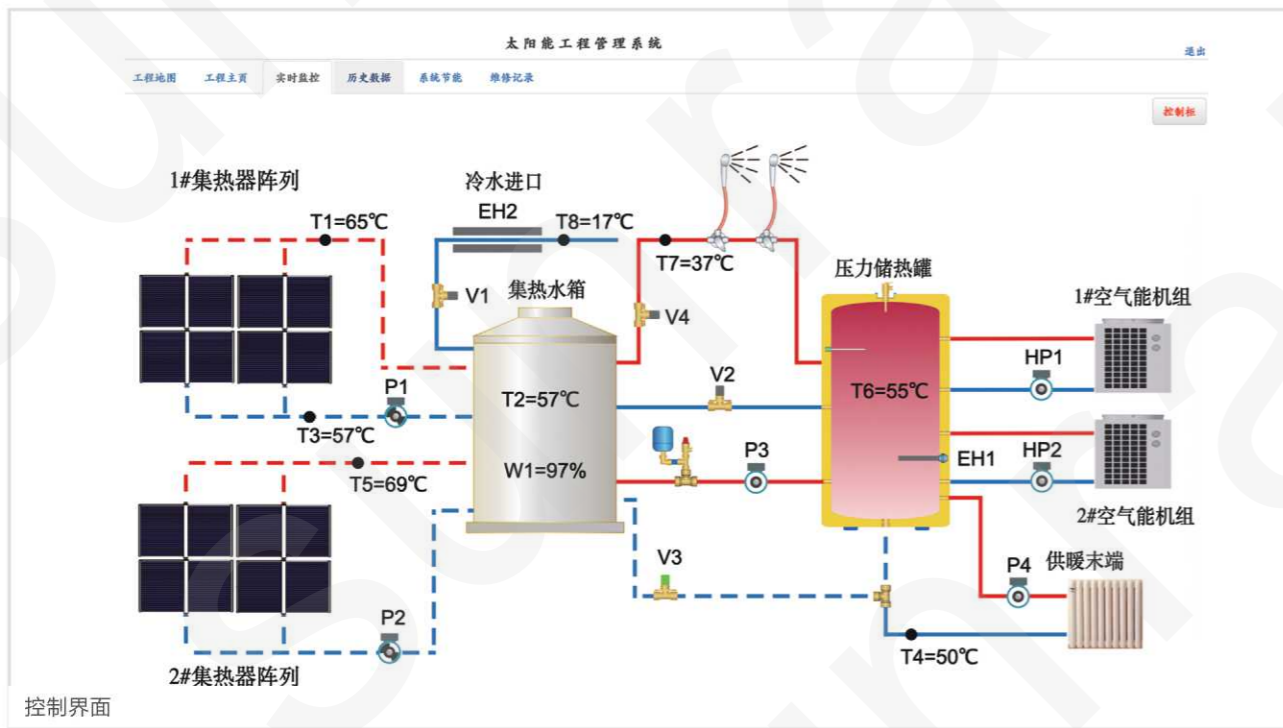 太阳能工程管理系统
退出
工程地图 工程主页 实时监控 历史数据 系统节能 维修记录
控制柜
1#集热器阵列
冷水进口
EH2
T1=65℃
T8=17℃
T7=37℃
压力储热罐
V1
集热水箱
V4
1#空气能机组
HP1
P1
T2=57℃
V2
T6=55℃
T3=57℃
P3
EH1
HP2
T5=69℃
W1=97%
2#空气能机组
V3
P4
供暖末端
P2
T4=50℃
2#集热器阵列
控制界面
sunrain